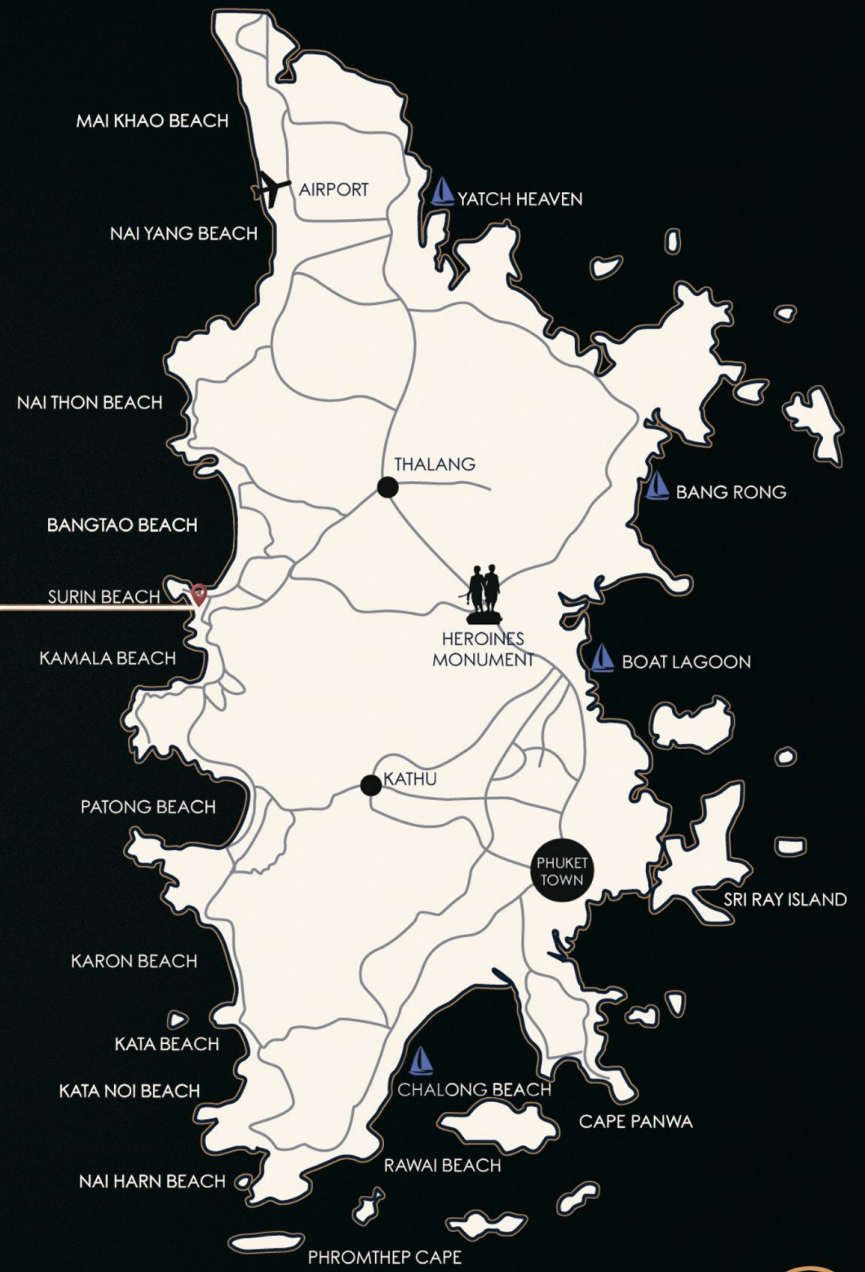 MAI KHAO BEACH
AIRPORT
YATCH HEAVEN
NAI YANG BEACH
NAI THON BEACH
THALANG
BANG RONG
BANGTAO BEACH
SURIN BEACH
HEROINES
MONUMENT
KAMALA BEACH
BOAT LAGOON
KATHU
PATONG BEACH
PHUKET
TOWN
SRI RAY ISLAND
KARON BEACH
KATA BEACH
KATA NOI BEACH
CHALONG BEACH
CAPE PANWA
RAWAI BEACH
NAI HARN BEACH
PHROMTHEP CAPE